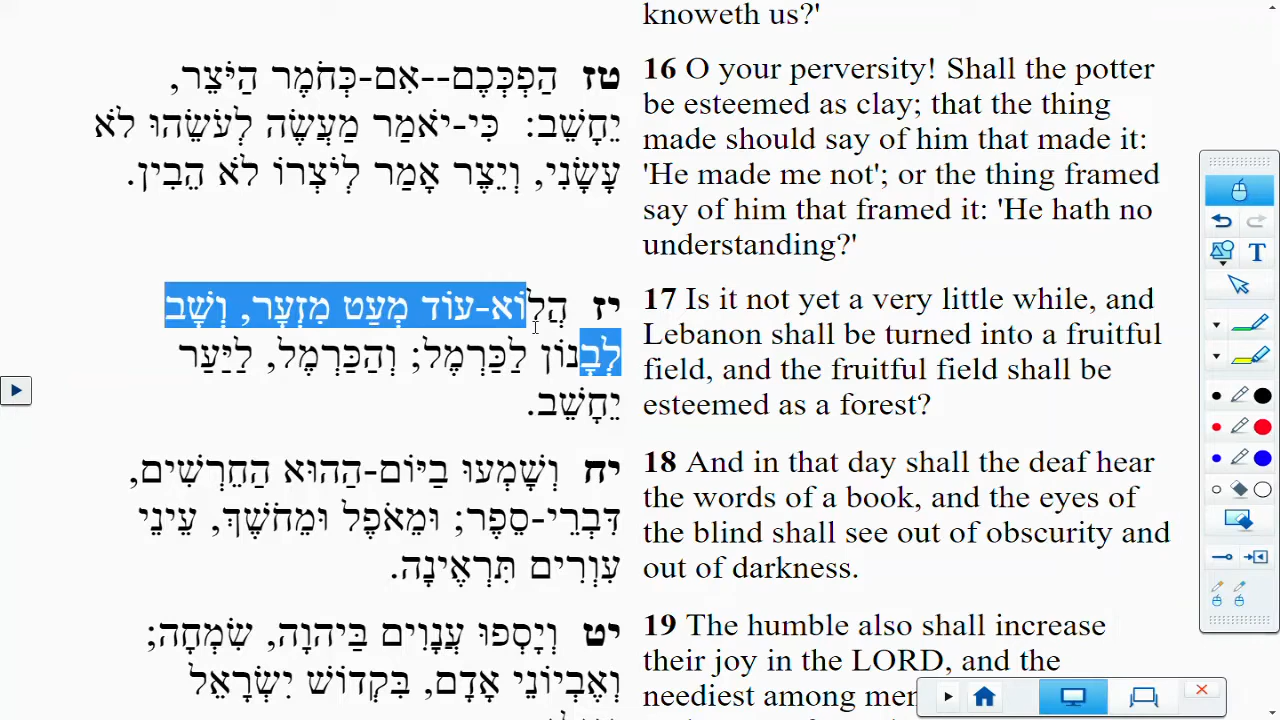 knoweth us?'
טז הַפְכְּכֶם--אִם-כְּחֹמֶר הַיֹּצֵר,
יֵחָשֵׁב: כִּי-יֹאמַר מַעֲשֶׂה לְעֹשֵׂהוּ לֹא
עָשָׂנִי, וְיֵצֶר אָמַר לְיֹצְרוֹ לֹא הֵבִין.
16 O your perversity! Shall the potter
be esteemed as clay; that the thing
made should say of him that made it:
'He made me not'; or the thing framed
say of him that framed it: 'He hath no
understanding?'
יז הֲלוֹא-עוֹד מְעַט מִזְעָר, וְשָׁב
לְבָנוֹן לַכַּרְמֶל; וְהַכַּרְמֶל, לַיַּעַר
יֵחָשֵׁב.
17 Is it not yet a very little while, and
Lebanon shall be turned into a fruitful
field, and the fruitful field shall be
esteemed as a forest?
יח וְשָׁמְעוּ בַיּוֹם-הַהוּא הַחֵרְשִׁים,
דִּבְרֵי-סֵפֶר; וּמֵאֹפֶל וּמֵחֹשֶׁךְ, עֵינֵי
עִוְרִים תִּרְאֶינָה.
18 And in that day shall the deaf hear
the words of a book, and the eyes of
the blind shall see out of obscurity and
out of darkness.
יט וְיָסְפוּ עֲנָוִים בַּיהוָה, שִׂמְחָה;
וְאֶבְיוֹנֵי אָדָם, בִּקְדוֹשׁ יִשְׂרָאֵל
19 The humble also shall increase
their joy in the LORD, and the
neediest among men
T